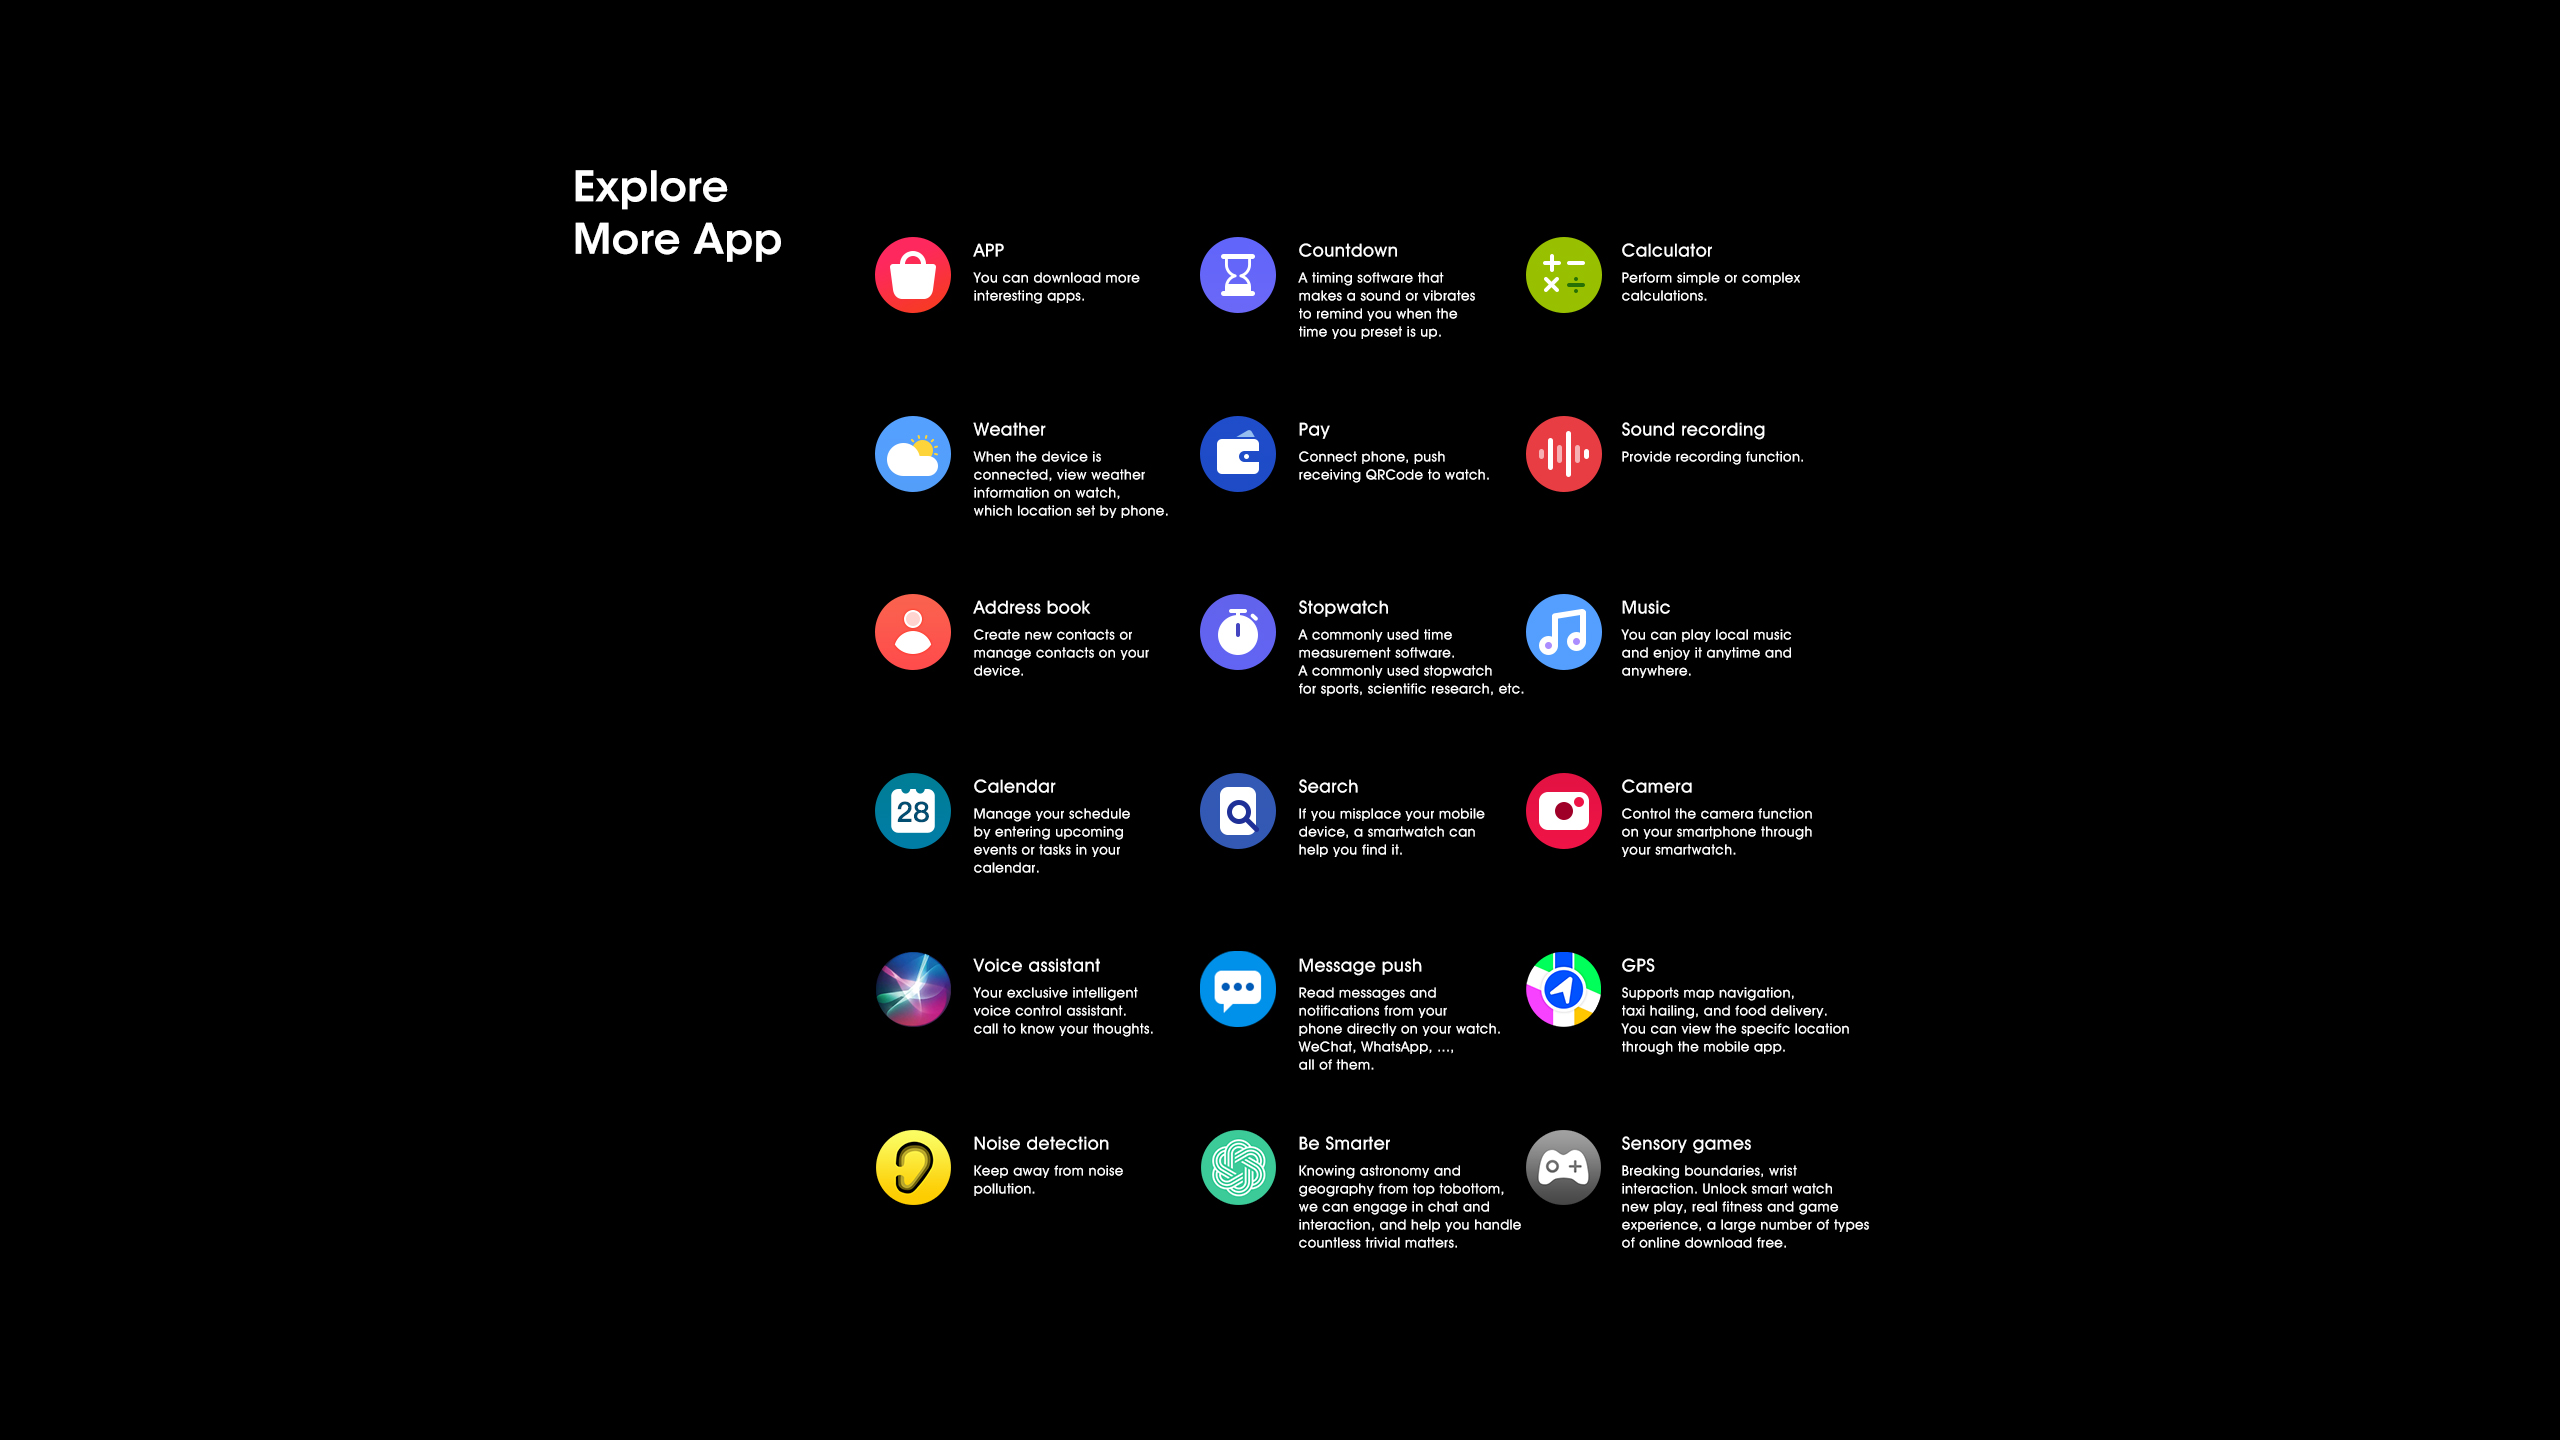 Explore
More App
APP
You can download more
interesting apps.
Countdown
A timing software that
makes a sound or vibrates
to remind you when the
time you preset is up.
Calculator
Perform simple or complex
calculations.
Weather
When the device is
connected, view weather
information on watch,
which location set by phone.
Pay
Connect phone, push
receiving QRCode to watch.
Sound recording
Provide recording function.
Address book
Create new contacts or
manage contacts on your
device.
Stopwatch
A commonly used time
measurement software.
A commonly used stopwatch
for sports, scientific research, etc.
Music
You can play local music
and enjoy it anytime and
anywhere.
28
Calendar
Manage your schedule
by entering upcoming
events or tasks in your
calendar.
Search
If you misplace your mobile
device, a smartwatch can
help you find it.
Camera
Control the camera function
on your smartphone through
your smartwatch.
Voice assistant
Your exclusive intelligent
voice control assistant.
call to know your thoughts.
Message push
Read messages and
notifications from your
phone directly on your watch.
WeChat, WhatsApp, ...,
all of them.
GPS
Supports map navigation,
taxi hailing, and food delivery.
You can view the specifc location
through the mobile app.
Noise detection
Keep away from noise
pollution.
Be Smarter
Knowing astronomy and
geography from top tobottom,
we can engage in chat and
interaction, and help you handle
countless trivial matters.
Sensory games
Breaking boundaries, wrist
interaction. Unlock smart watch
new play, real fitness and game
experience, a large number of types
of online download free.